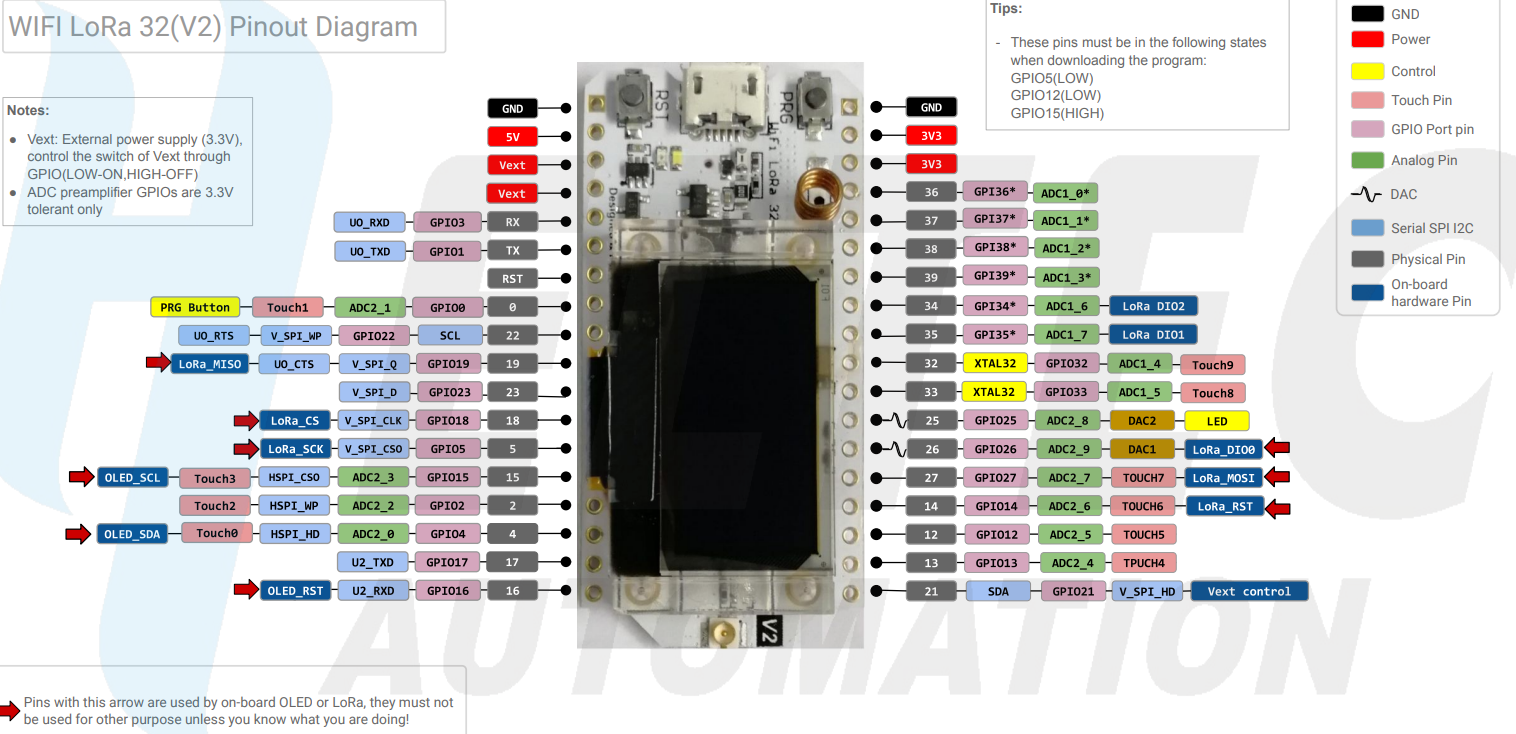 WIFI LoRa 32(V2) Pinout Diagram
Notes:
● Vext: External power supply (3.3V),
control the switch of Vext through
GPIO(LOW-ON,HIGH-OFF)
● ADC preamplifier GPIOs are 3.3V
tolerant only
Tips:
- These pins must be in the following states
when downloading the program:
GPIO5(LOW)
GPIO12(LOW)
GPIO15(HIGH)
GND
Power
Control
Touch Pin
GPIO Port pin
Analog Pin
DAC
Serial SPI I2C
Physical Pin
On-board
hardware Pin
GND
5V
Vext
Vext
UO_RXD GPIO3 RX
UO_TXD GPIO1 TX
RST
PRG Button Touch1 ADC2_1 GPIO0 0
UO_RTS V_SPI_WP GPIO22 SCL 22
LoRa_MISO UO_CTS V_SPI_Q GPIO19 19
V_SPI_D GPIO23 23
LoRa_CS V_SPI_CLK GPIO18 18
LoRa_SCK V_SPI_CSO GPIO5 5
OLED_SCL Touch3 HSPI_CSO ADC2_3 GPIO15 15
Touch2 HSPI_WP ADC2_2 GPIO2 2
OLED_SDA Touch0 HSPI_HD ADC2_0 GPIO4 4
U2_TXD GPIO17 17
OLED_RST U2_RXD GPIO16 16
RST
PRG
WiFi LoRa 32
V2
GND
3V3
3V3
36 GPI36* ADC1_0*
37 GPI37* ADC1_1*
38 GPI38* ADC1_2*
39 GPI39* ADC1_3*
34 GPI34* ADC1_6 LoRa DIO2
35 GPI35* ADC1_7 LoRa DIO1
32 XTAL32 GPIO32 ADC1_4 Touch9
33 XTAL32 GPIO33 ADC1_5 Touch8
25 GPIO25 ADC2_8 DAC2 LED
26 GPIO26 ADC2_9 DAC1 LoRa_DIO0
27 GPIO27 ADC2_7 TOUCH7 LoRa_MOSI
14 GPIO14 ADC2_6 TOUCH6 LoRa_RST
12 GPIO12 ADC2_5 TOUCH5
13 GPIO13 ADC2_4 TPUCH4
21 SDA GPIO21 V_SPI_HD Vext control
AUTOMATION
Pins with this arrow are used by on-board OLED or LoRa, they must not
be used for other purpose unless you know what you are doing!